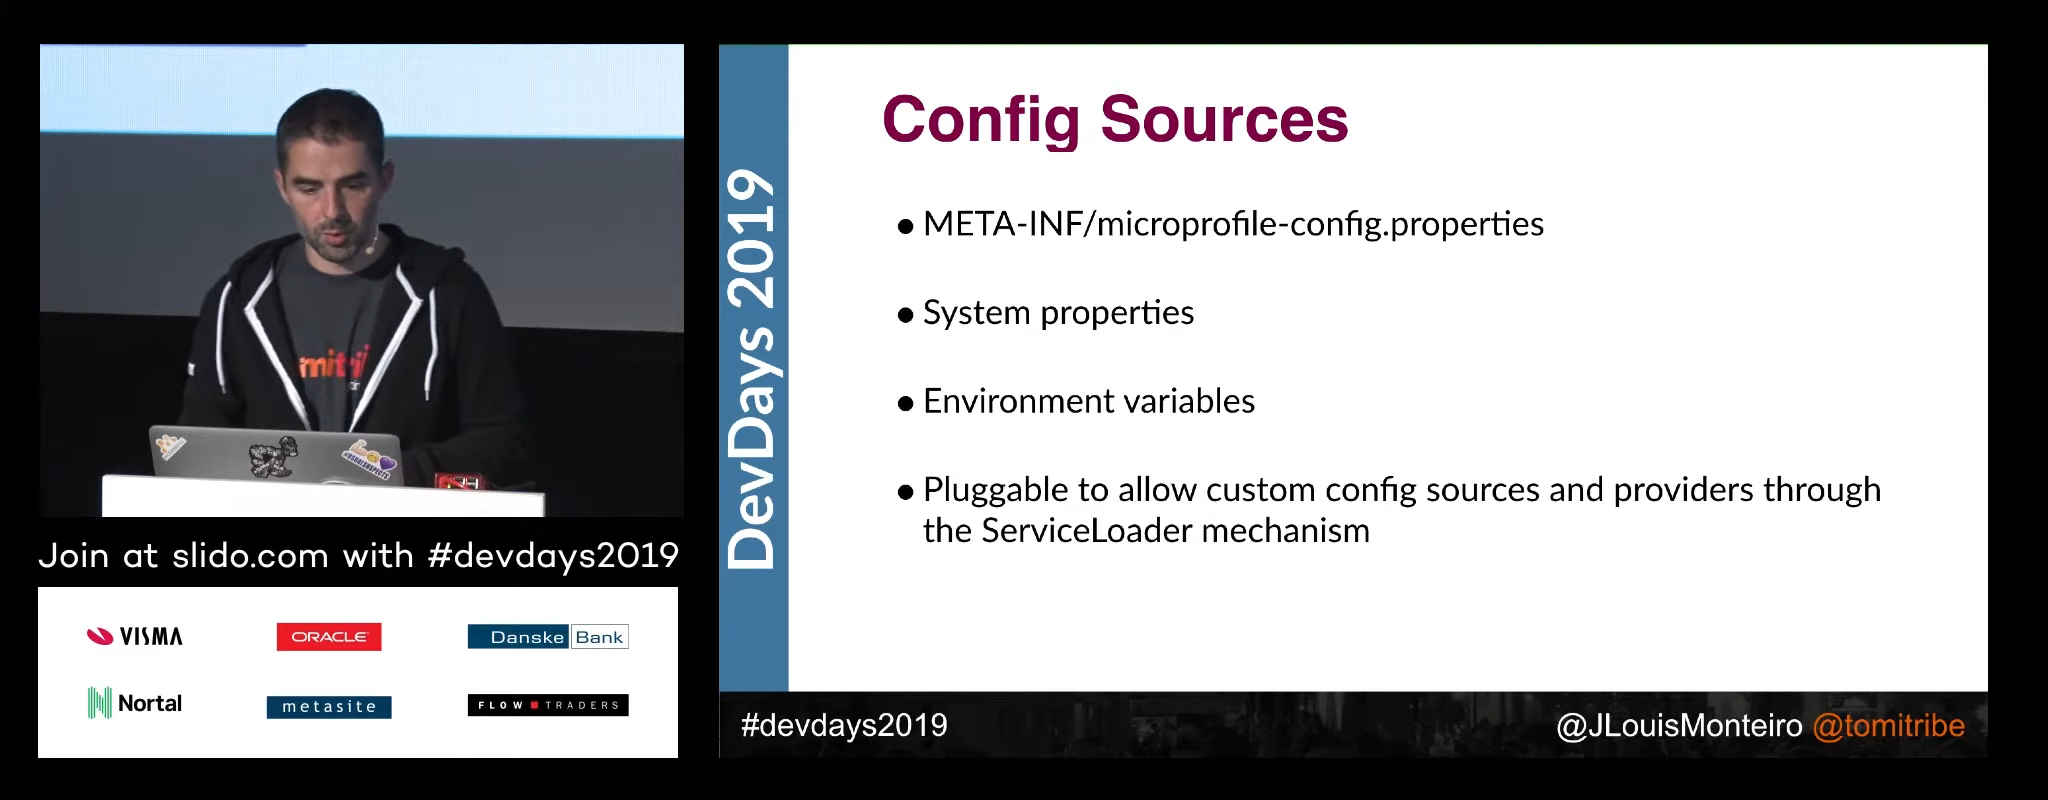 Config Sources
DevDays 2019
● META-INF/microprofile-config.properties
● System properties
● Environment variables
● Pluggable to allow custom config sources and providers through
the ServiceLoader mechanism
#devdays2019
@JLouisMonteiro @tomitribe
mitri
#USUALSUSPECTS
Join at slido.com with #devdays2019
VISMA
ORACLE
Danske Bank
Nortal
metasite
FLOW TRADERS